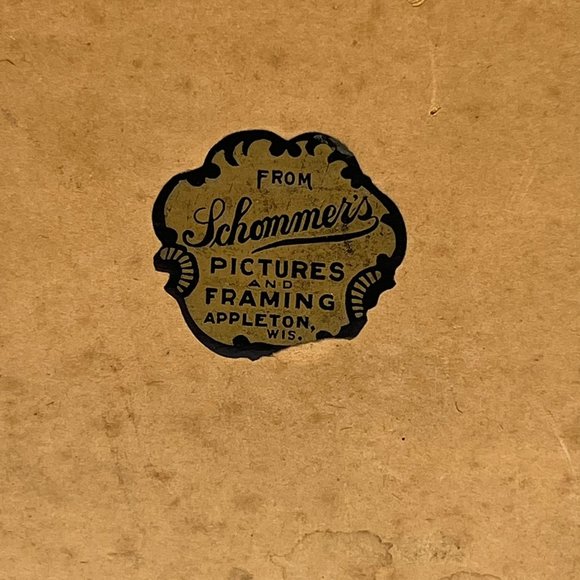 FROM
Schommer's
PICTURES
AND
FRAMING
APPLETON,
WIS.